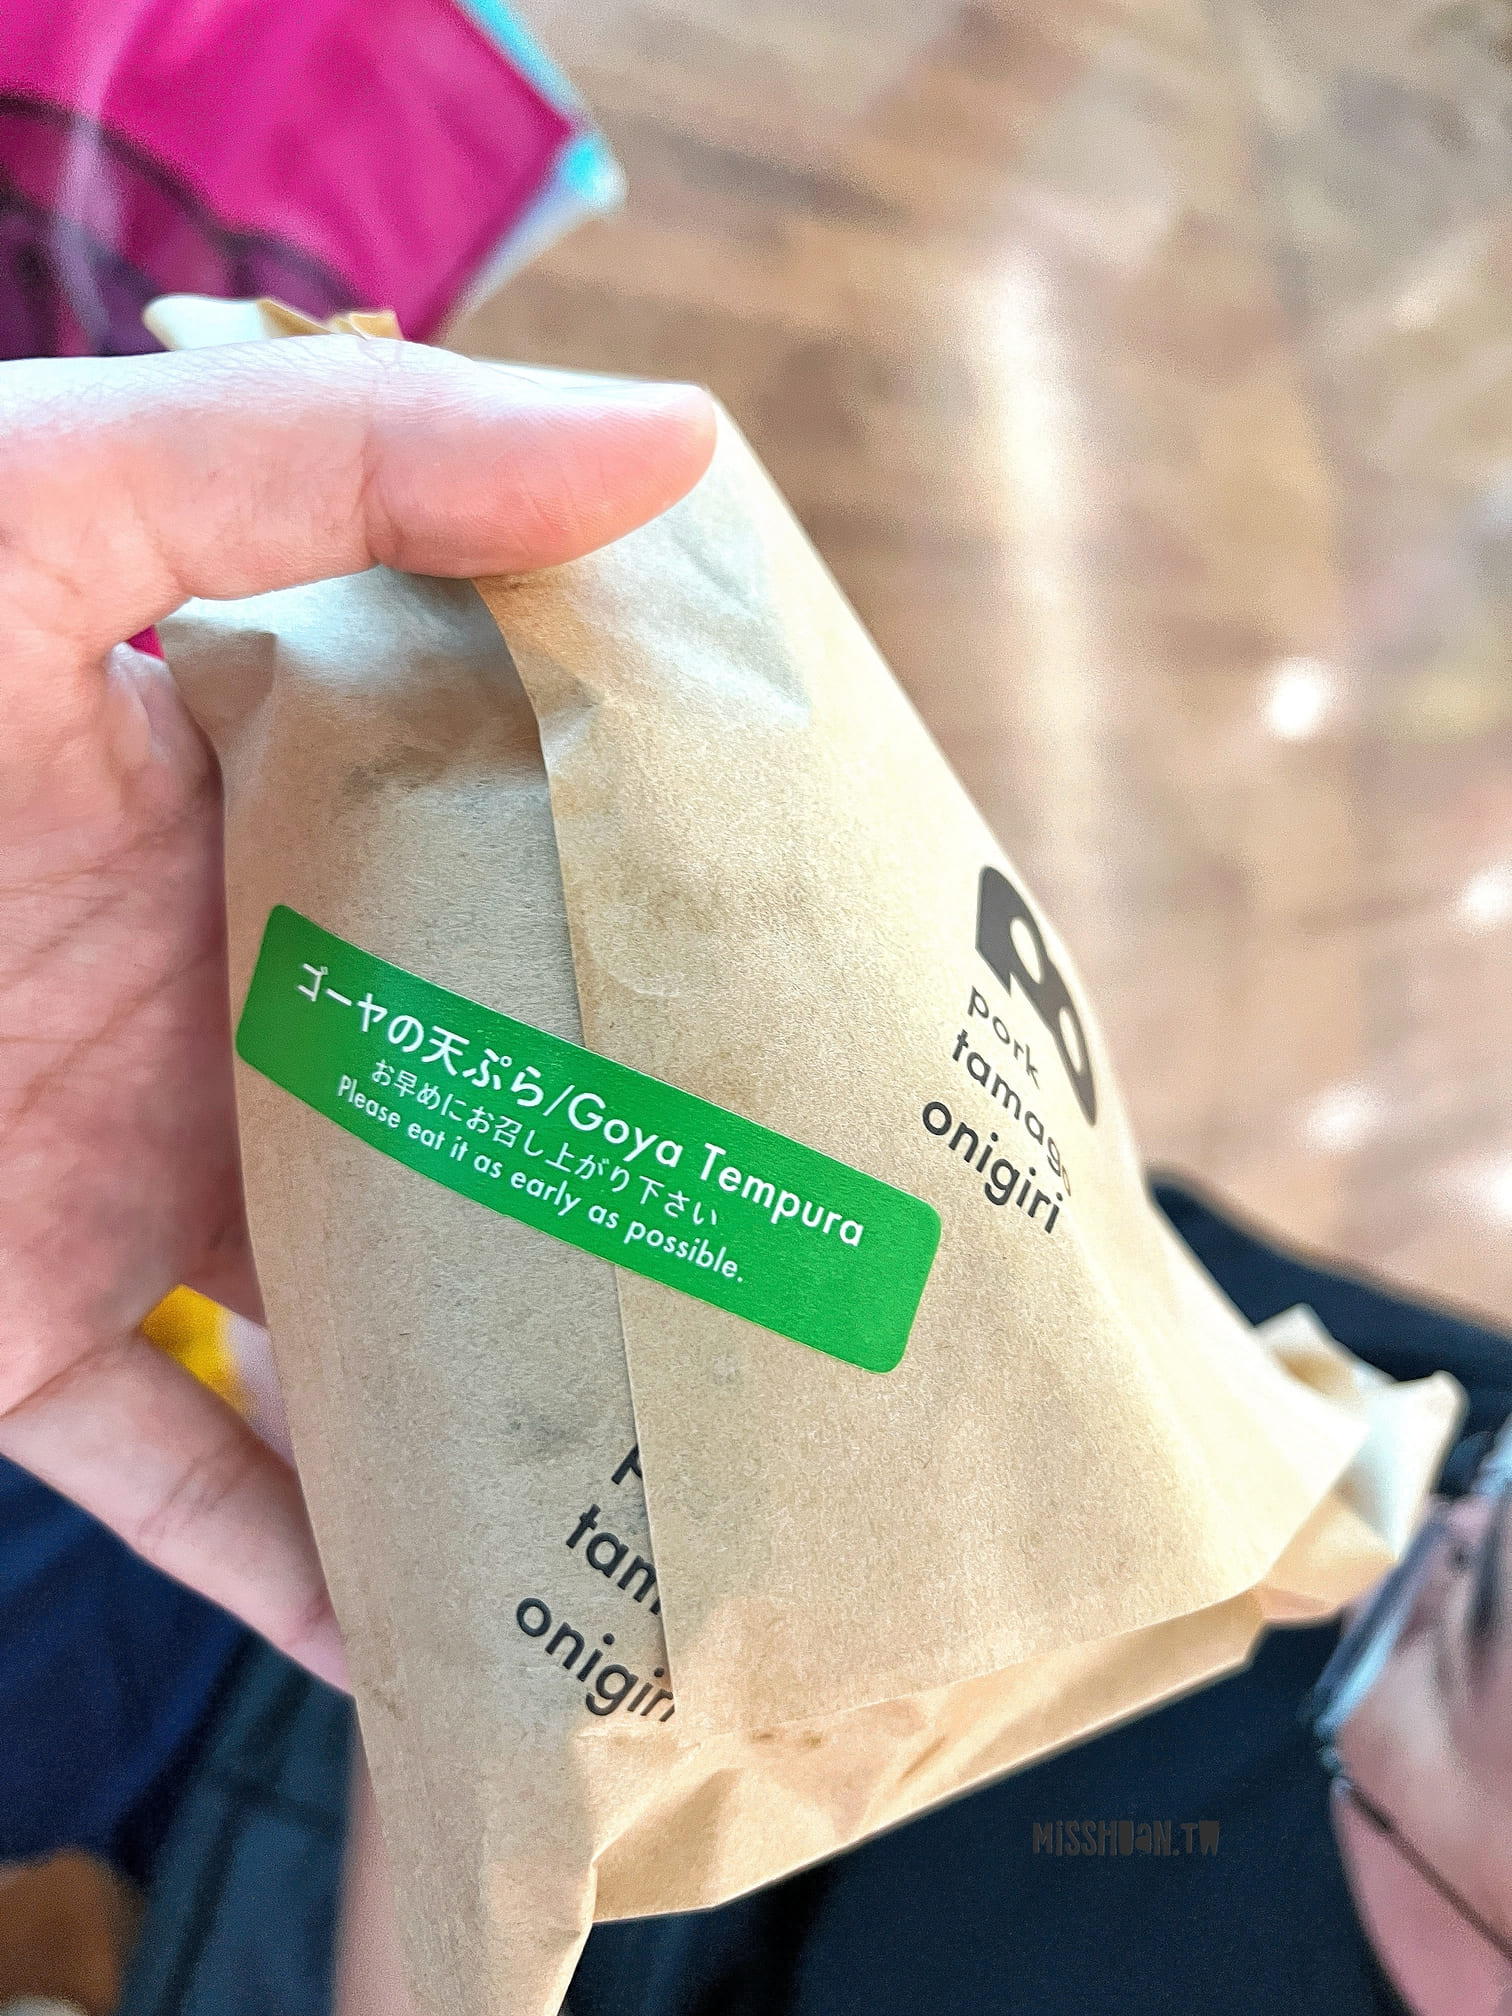 ゴーヤの天ぷら/Goya Tempura
お早めにお召し上がり下さい
Please eat it as early as possible.
pork
tamago
onigiri
tam
onigiri
MISSHUAN.TW